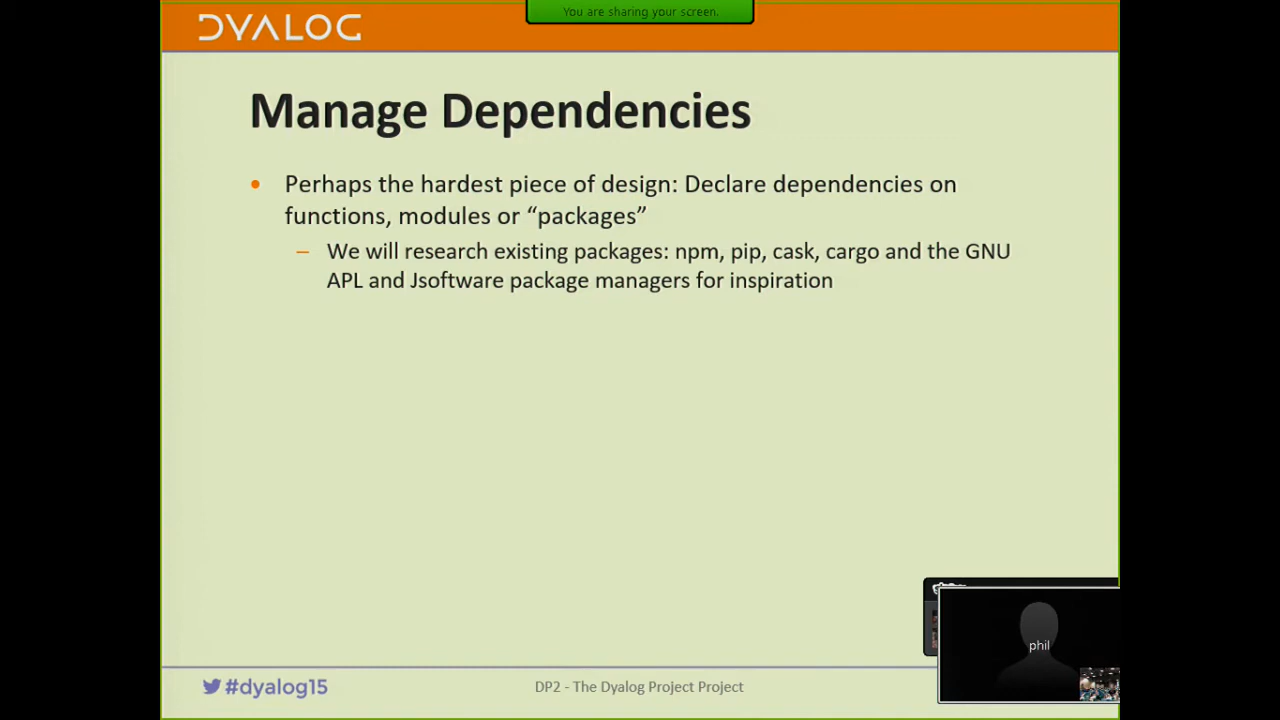 You are sharing your screen.
DYALOG
Manage Dependencies
• Perhaps the hardest piece of design: Declare dependencies on
functions, modules or “packages”
– We will research existing packages: npm, pip, cask, cargo and the GNU
APL and Jsoftware package managers for inspiration
phil
#dyalog15
DP2 - The Dyalog Project Project